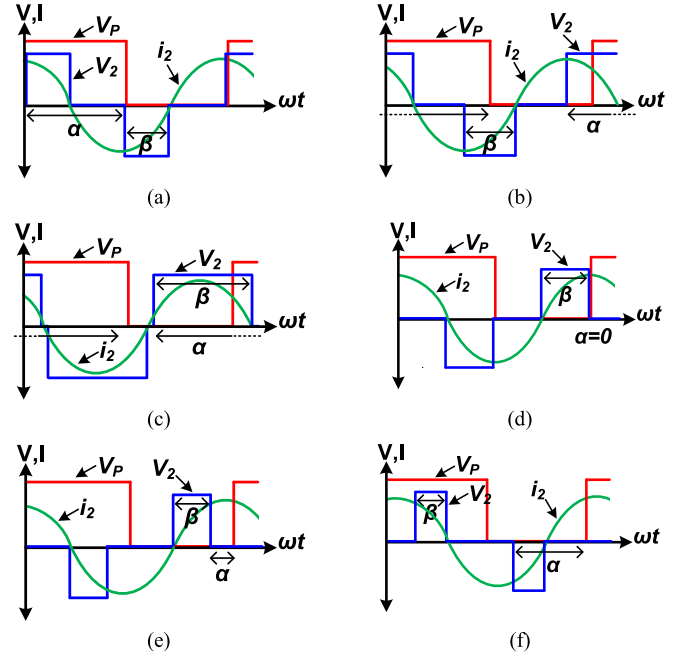 V,I
V_P
V_2
i_2
α
β
ωt
(a)
V,I
V_P
i_2
V_2
α
β
ωt
(b)
V,I
V_P
V_2
β
i_2
α
ωt
(c)
V,I
V_P
V_2
i_2
β
α=0
ωt
(d)
V,I
V_P
V_2
i_2
β
α
ωt
(e)
V,I
V_P
V_2
i_2
β
α
ωt
(f)